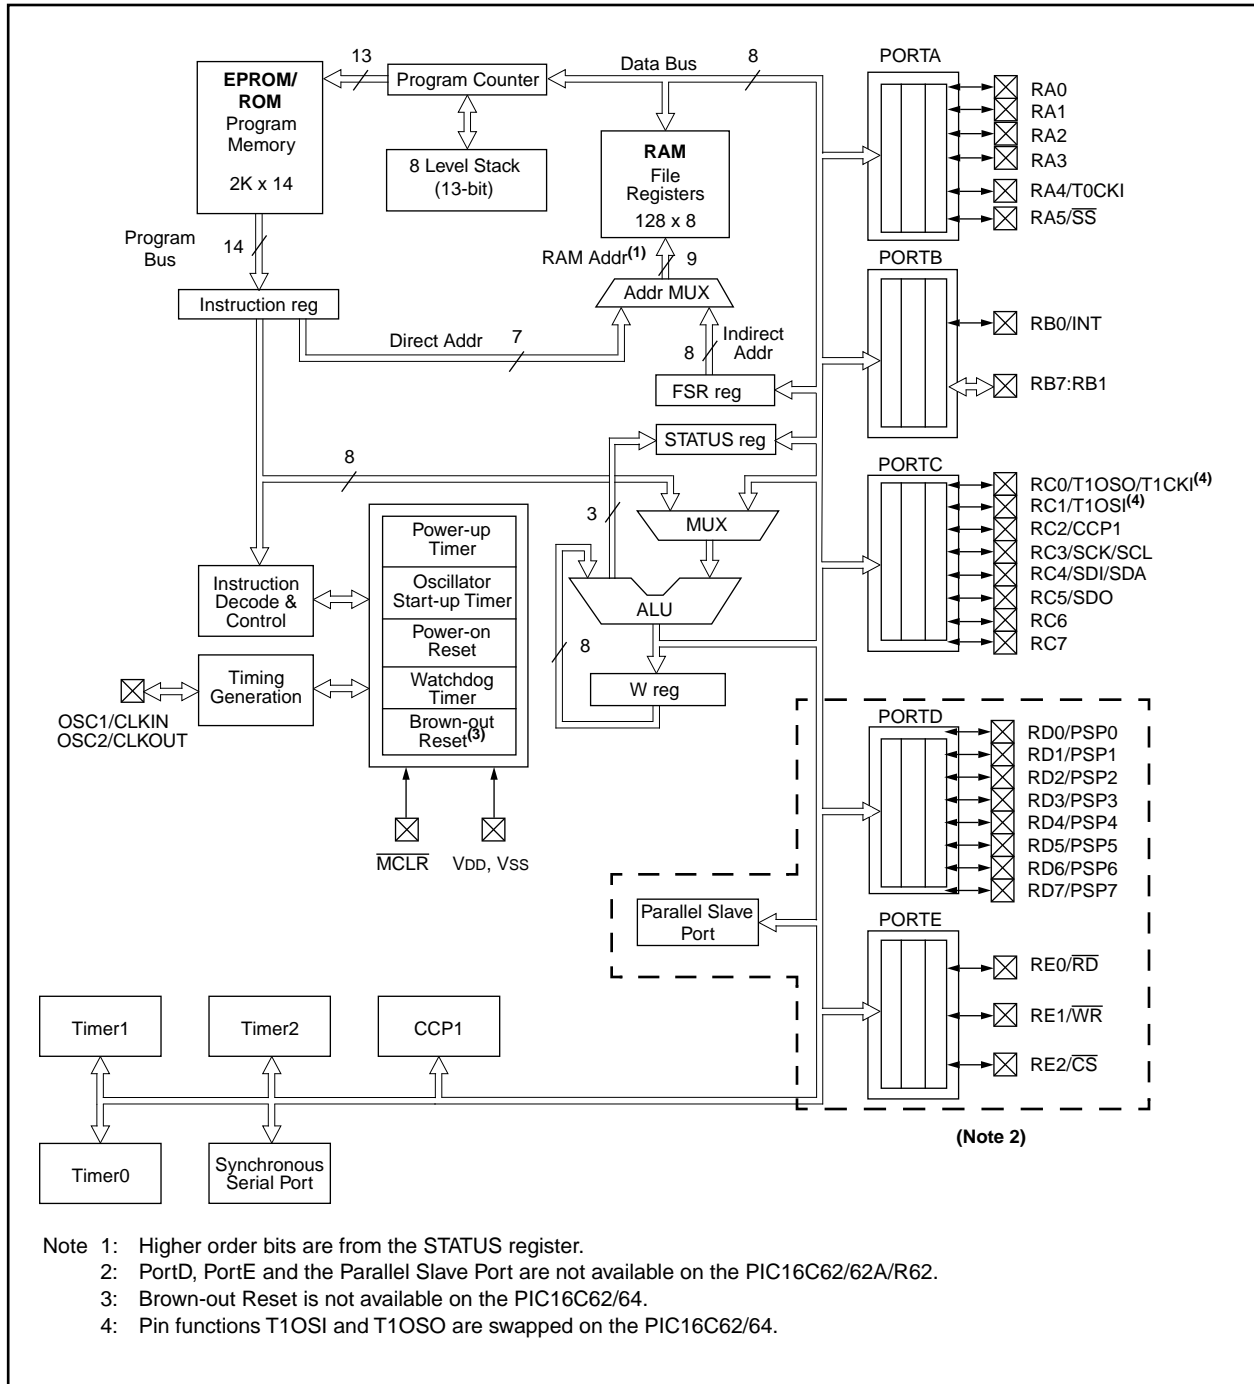 EPROM/
ROM
Program
Memory
2K x 14
13
Program Counter
8 Level Stack
(13-bit)
Data Bus
8
RAM
File
Registers
128 x 8
Program
Bus
14
RAM Addr(1)
9
Addr MUX
Instruction reg
Direct Addr
7
Indirect
Addr
8
FSR reg
STATUS reg
8
3
MUX
ALU
8
W reg
Power-up
Timer
Oscillator
Start-up Timer
Power-on
Reset
Watchdog
Timer
Brown-out
Reset(3)
Instruction
Decode &
Control
Timing
Generation
OSC1/CLKIN
OSC2/CLKOUT
MCLR
VDD, VSS
PORTA
RA0
RA1
RA2
RA3
RA4/T0CKI
RA5/SS
PORTB
RB0/INT
RB7:RB1
PORTC
RC0/T1OSO/T1CKI(4)
RC1/T1OSI(4)
RC2/CCP1
RC3/SCK/SCL
RC4/SDI/SDA
RC5/SDO
RC6
RC7
PORTD
RD0/PSP0
RD1/PSP1
RD2/PSP2
RD3/PSP3
RD4/PSP4
RD5/PSP5
RD6/PSP6
RD7/PSP7
Parallel Slave
Port
PORTE
RE0/RD
RE1/WR
RE2/CS
(Note 2)
Timer1
Timer2
CCP1
Timer0
Synchronous
Serial Port
Note 1: Higher order bits are from the STATUS register.
2: PortD, PortE and the Parallel Slave Port are not available on the PIC16C62/62A/R62.
3: Brown-out Reset is not available on the PIC16C62/64.
4: Pin functions T1OSI and T1OSO are swapped on the PIC16C62/64.